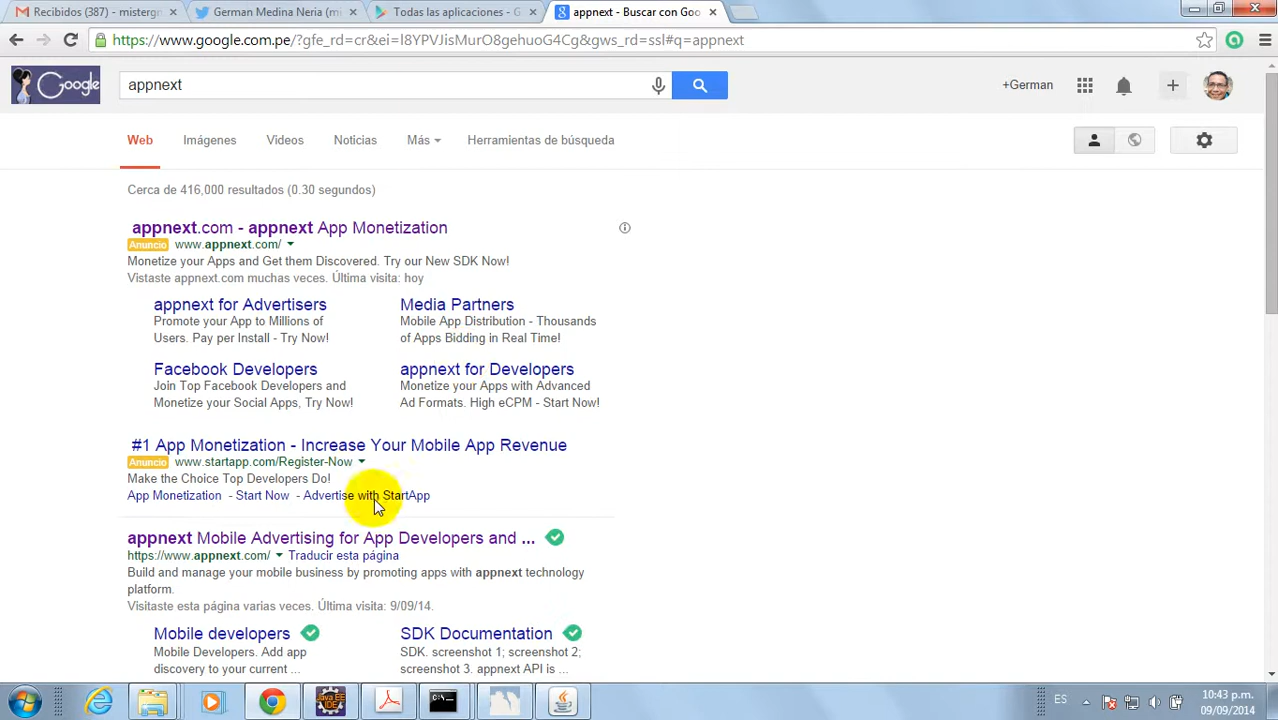 Recibidos (387) - mistergn
German Medina Neria (mi
Todas las aplicaciones - G
appnext - Buscar con Goo
https://www.google.com.pe/?gfe_rd=cr&ei=l8YPVJisMurO8gehuoG4Cg&gws_rd=ssl#q=appnext
Google
appnext
+German
Web
Imágenes
Videos
Noticias
Más
Herramientas de búsqueda
Cerca de 416,000 resultados (0.30 segundos)
appnext.com - appnext App Monetization
Anuncio www.appnext.com/
Monetize your Apps and Get them Discovered. Try our New SDK Now!
Vistaste appnext.com muchas veces. Última visita: hoy
appnext for Advertisers
Promote your App to Millions of
Users. Pay per Install - Try Now!
Media Partners
Mobile App Distribution - Thousands
of Apps Bidding in Real Time!
Facebook Developers
Join Top Facebook Developers and
Monetize your Social Apps, Try Now!
appnext for Developers
Monetize your Apps with Advanced
Ad Formats. High eCPM - Start Now!
#1 App Monetization - Increase Your Mobile App Revenue
Anuncio www.startapp.com/Register-Now
Make the Choice Top Developers Do!
App Monetization - Start Now - Advertise with StartApp
appnext Mobile Advertising for App Developers and ...
https://www.appnext.com/ Traducir esta página
Build and manage your mobile business by promoting apps with appnext technology
platform.
Visitaste esta página varias veces. Última visita: 9/09/14.
Mobile developers
Mobile Developers. Add app
discovery to your current ...
SDK Documentation
SDK. screenshot 1; screenshot 2;
screenshot 3. appnext API is ...
Java EE
IDE
ES
10:43 p.m.
09/09/2014